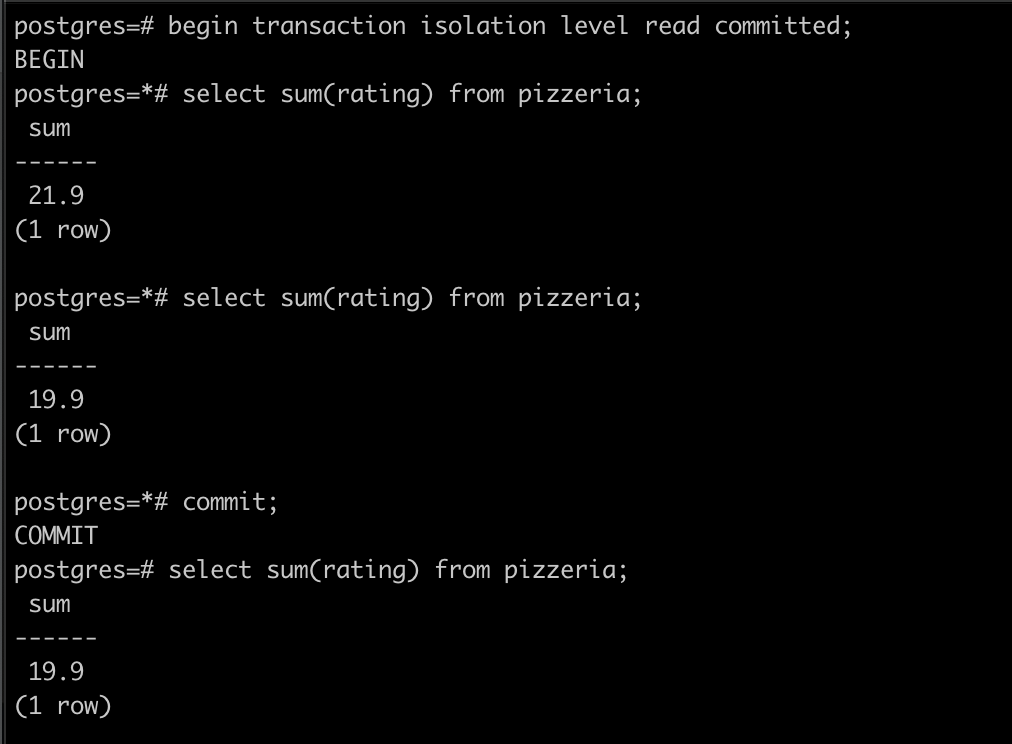 postgres=# begin transaction isolation level read committed;
BEGIN
postgres=*# select sum(rating) from pizzeria;
 sum
------
 21.9
(1 row)

postgres=*# select sum(rating) from pizzeria;
 sum
------
 19.9
(1 row)

postgres=*# commit;
COMMIT
postgres=# select sum(rating) from pizzeria;
 sum
------
 19.9
(1 row)